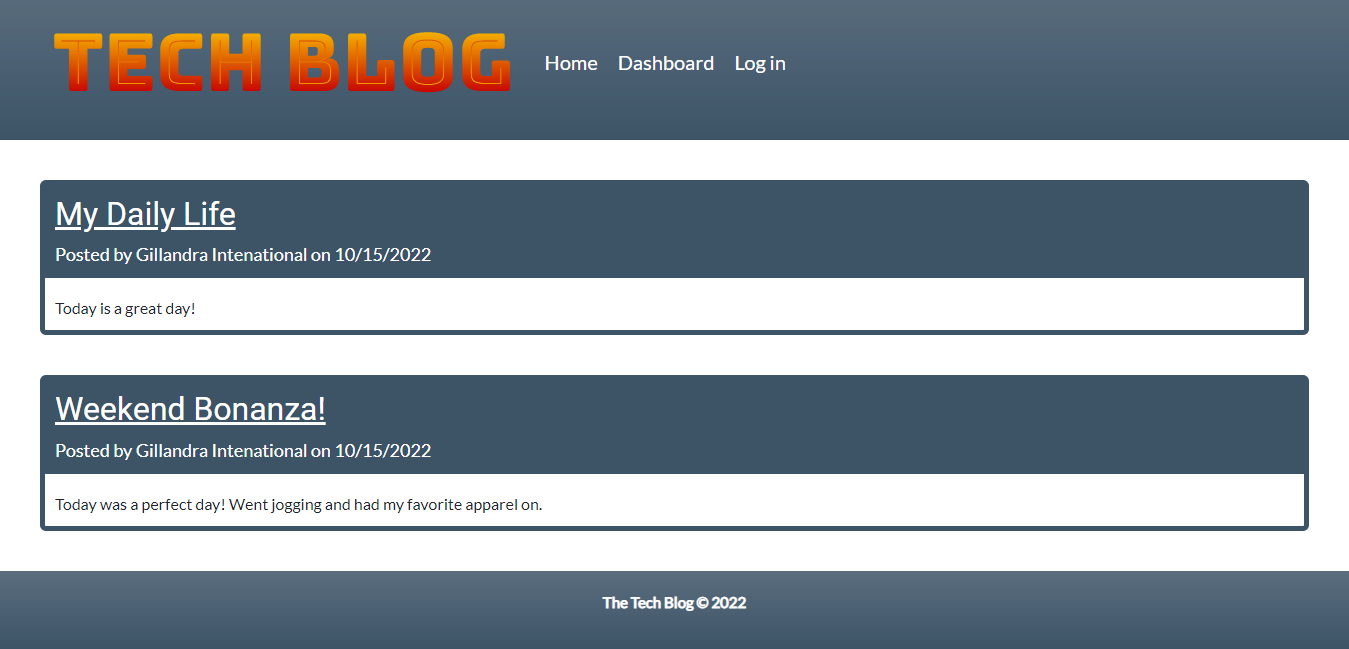 TECH BLOG
Home Dashboard Log in
My Daily Life
Posted by Gillandra Intenational on 10/15/2022
Today is a great day!
Weekend Bonanza!
Posted by Gillandra Intenational on 10/15/2022
Today was a perfect day! Went jogging and had my favorite apparel on.
The Tech Blog © 2022